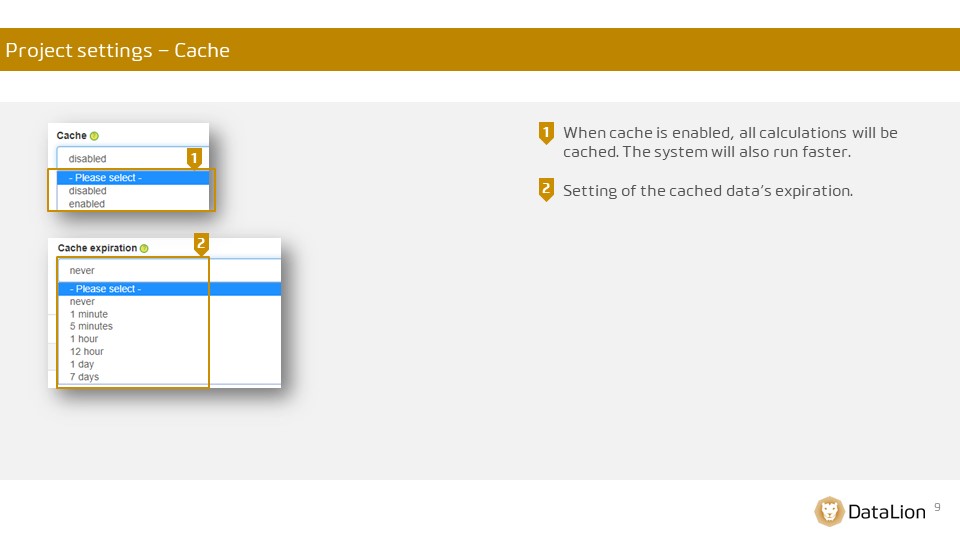 Project settings – Cache
Cache
disabled
1
- Please select -
disabled
enabled
Cache expiration
2
never
- Please select -
never
1 minute
5 minutes
1 hour
12 hour
1 day
7 days
1 When cache is enabled, all calculations will be
cached. The system will also run faster.
2 Setting of the cached data's expiration.
DataLion 9